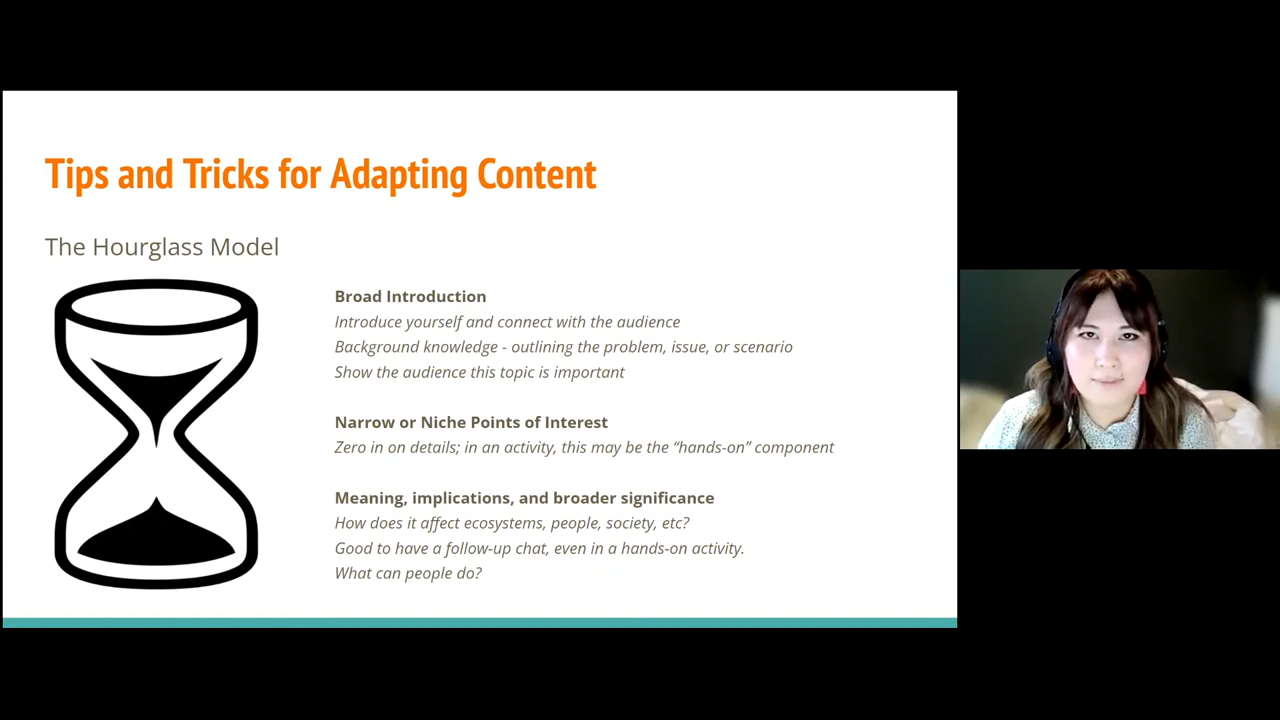 Tips and Tricks for Adapting Content
The Hourglass Model
Broad Introduction
Introduce yourself and connect with the audience
Background knowledge - outlining the problem, issue, or scenario
Show the audience this topic is important
Narrow or Niche Points of Interest
Zero in on details; in an activity, this may be the “hands-on” component
Meaning, implications, and broader significance
How does it affect ecosystems, people, society, etc?
Good to have a follow-up chat, even in a hands-on activity.
What can people do?